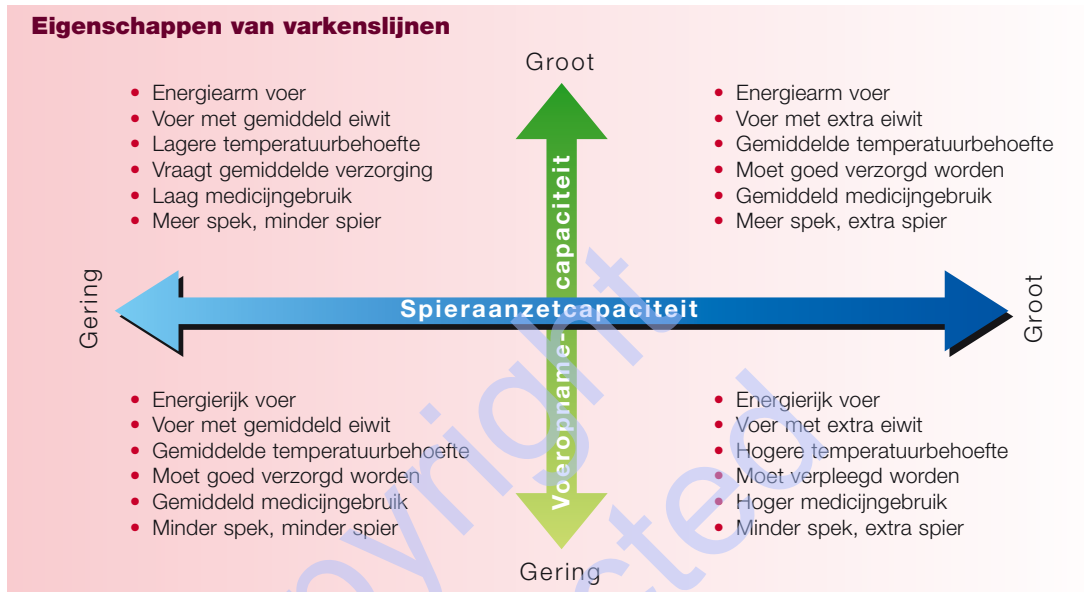 Eigenschappen van varkenslijnen
Groot
• Energiearm voer
• Voer met gemiddeld eiwit
• Lagere temperatuurbehoefte
• Vraagt gemiddelde verzorging
• Laag medicijngebruik
• Meer spek, minder spier
• Energiearm voer
• Voer met extra eiwit
• Gemiddelde temperatuurbehoefte
• Moet goed verzorgd worden
• Gemiddeld medicijngebruik
• Meer spek, extra spier
Gering
Spieraanzetcapaciteit
Groot
Voeropname-capaciteit
• Energierijk voer
• Voer met gemiddeld eiwit
• Gemiddelde temperatuurbehoefte
• Moet goed verzorgd worden
• Gemiddeld medicijngebruik
• Minder spek, minder spier
• Energierijk voer
• Voer met extra eiwit
• Hogere temperatuurbehoefte
• Moet verpleegd worden
• Hoger medicijngebruik
• Minder spek, extra spier
Gering